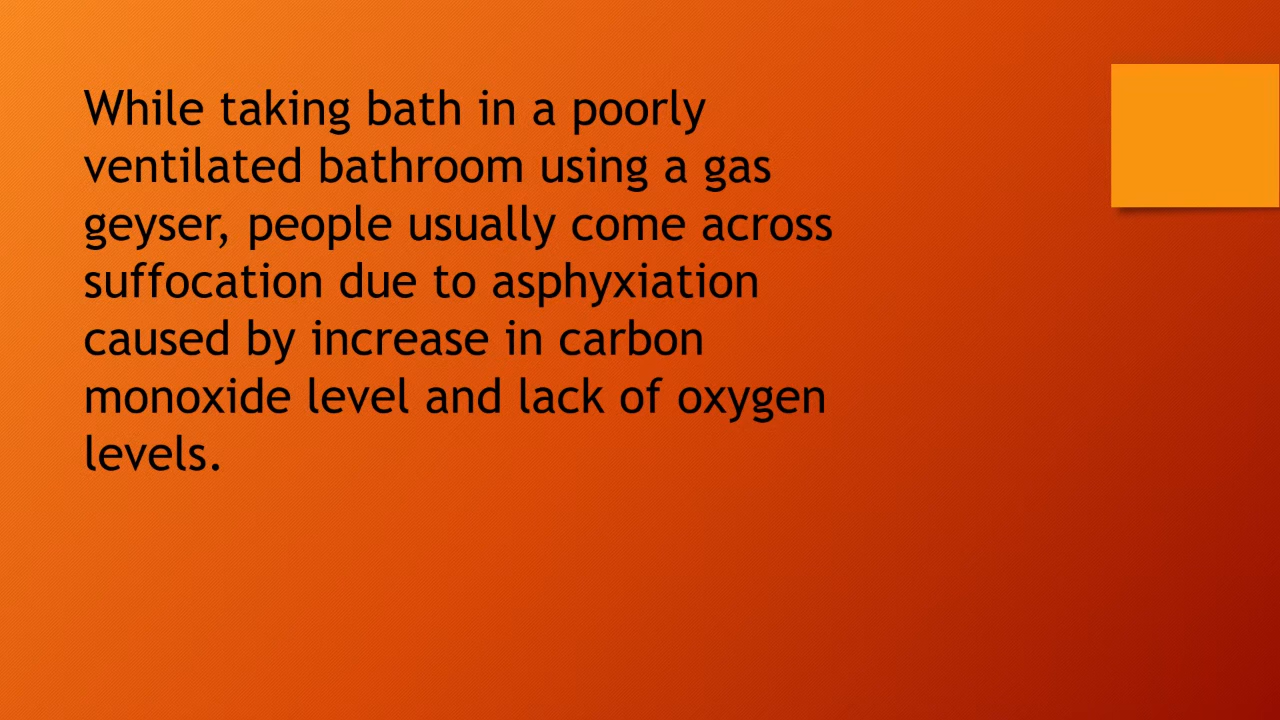 While taking bath in a poorly
ventilated bathroom using a gas
geyser, people usually come across
suffocation due to asphyxiation
caused by increase in carbon
monoxide level and lack of oxygen
levels.